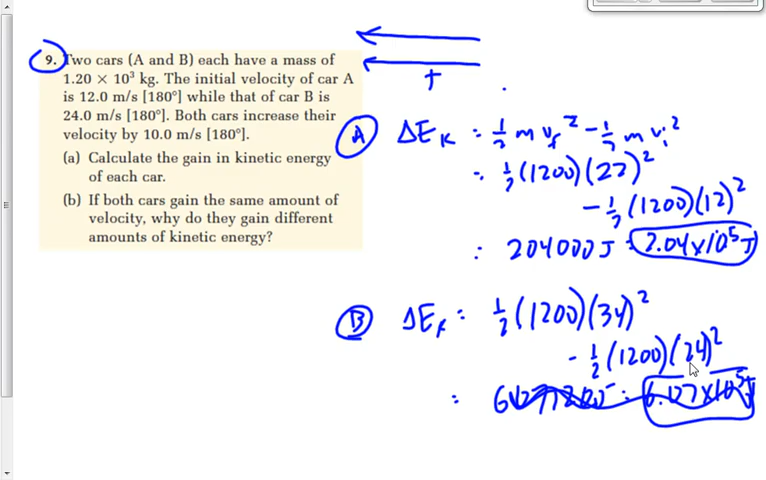 9. Two cars (A and B) each have a mass of
1.20 × 10³ kg. The initial velocity of car A
is 12.0 m/s [180°] while that of car B is
24.0 m/s [180°]. Both cars increase their
velocity by 10.0 m/s [180°].
(a) Calculate the gain in kinetic energy
of each car.
(b) If both cars gain the same amount of
velocity, why do they gain different
amounts of kinetic energy?
+
A ΔEₖ = ½ m vf² - ½ m vi²
= ½ (1200)(22)²
- ½ (1200)(12)²
= 204000 J = 2.04×10⁵ J
B ΔEₖ = ½ (1200)(34)²
- ½ (1200)(24)²
=